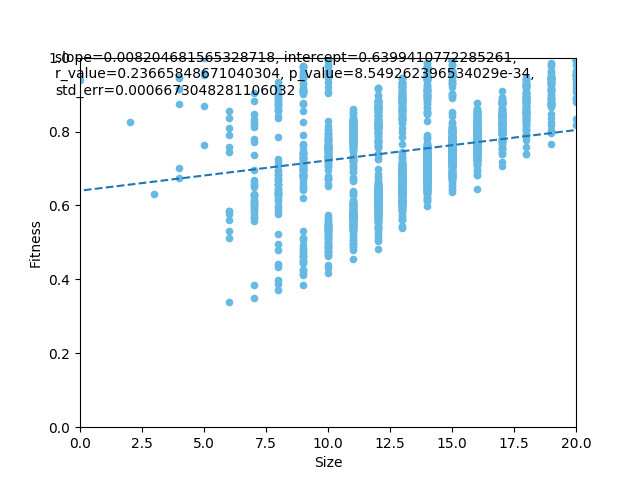 slope=0.008204681565328718, intercept=0.6399410772285261,
r_value=0.23665848671040304, p_value=8.549262396534029e-34,
std_err=0.0006673048281106032
1.0
0.8
0.6
0.4
0.2
0.0
Fitness
0.0 2.5 5.0 7.5 10.0 12.5 15.0 17.5 20.0
Size